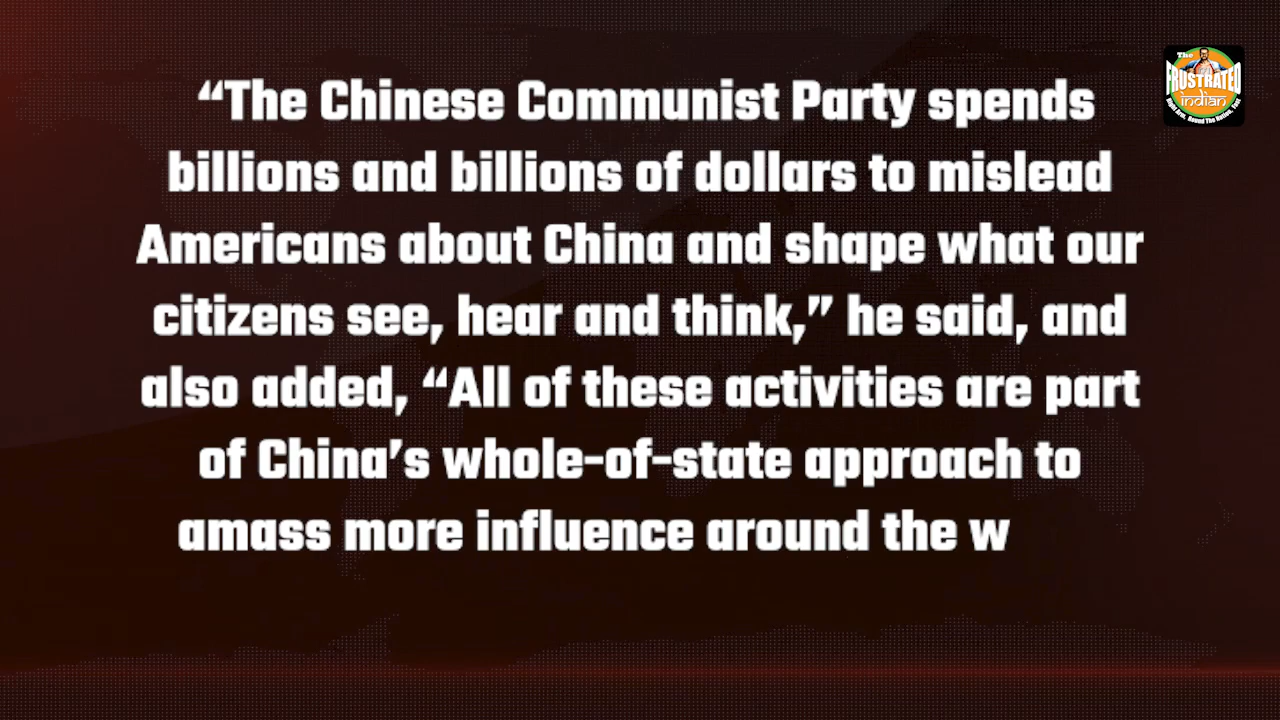 “The Chinese Communist Party spends
billions and billions of dollars to mislead
Americans about China and shape what our
citizens see, hear and think,” he said, and
also added, “All of these activities are part
of China’s whole-of-state approach to
amass more influence around the w
The
FRUSTRATED
indian